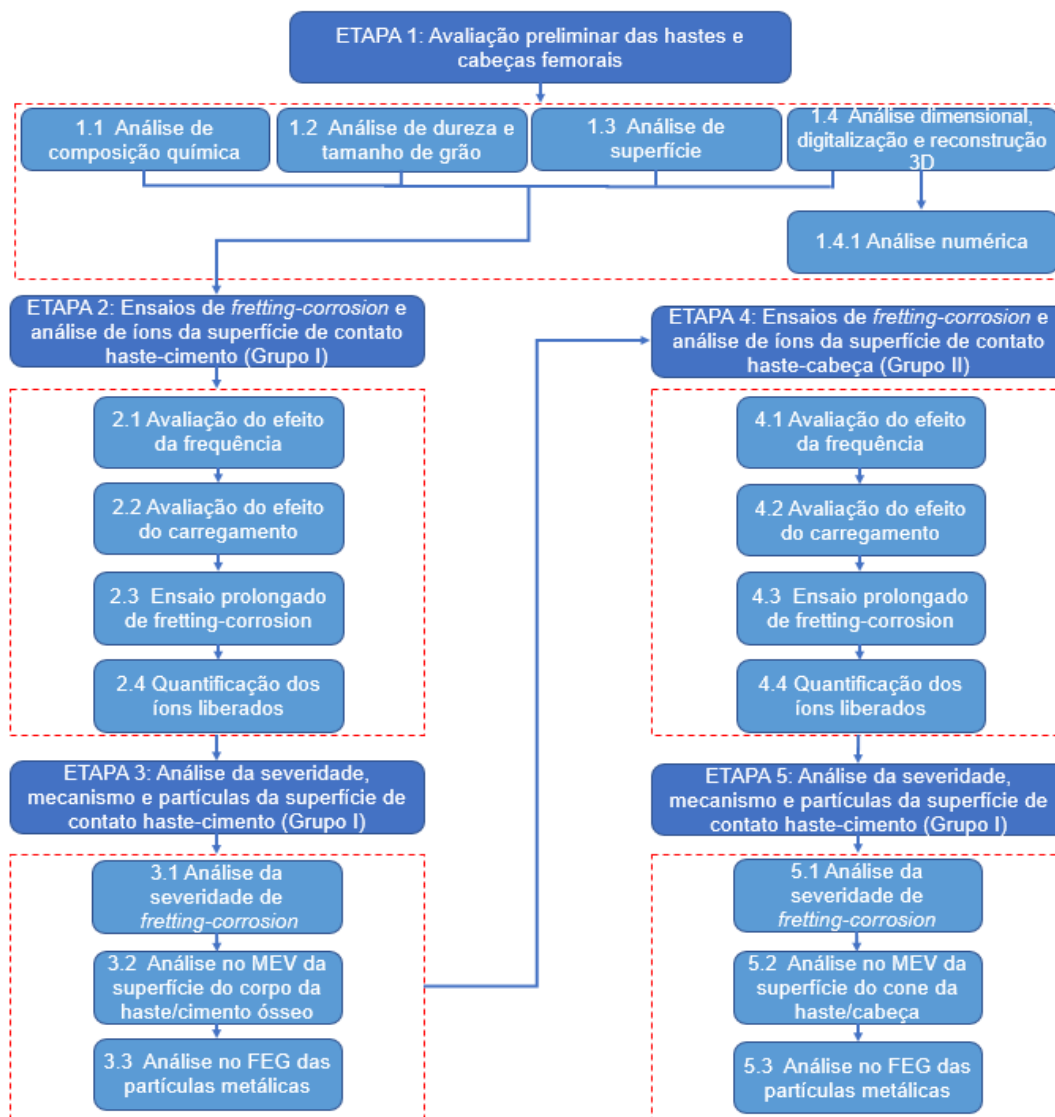 ETAPA 1: Avaliação preliminar das hastes e
cabeças femorais
1.1 Análise de
composição química
1.2 Análise de dureza e
tamanho de grão
1.3 Análise de
superfície
1.4 Análise dimensional,
digitalização e reconstrução
3D
1.4.1 Análise numérica
ETAPA 2: Ensaios de fretting-corrosion e
análise de íons da superfície de contato
haste-cimento (Grupo I)
2.1 Avaliação do efeito
da frequência
2.2 Avaliação do efeito
do carregamento
2.3 Ensaio prolongado
de fretting-corrosion
2.4 Quantificação dos
íons liberados
ETAPA 3: Análise da severidade,
mecanismo e partículas da superfície de
contato haste-cimento (Grupo I)
3.1 Análise da
severidade de
fretting-corrosion
3.2 Análise no MEV da
superfície do corpo da
haste/cimento ósseo
3.3 Análise no FEG das
partículas metálicas
ETAPA 4: Ensaios de fretting-corrosion e
análise de íons da superfície de contato
haste-cabeça (Grupo II)
4.1 Avaliação do efeito
da frequência
4.2 Avaliação do efeito
do carregamento
4.3 Ensaio prolongado
de fretting-corrosion
4.4 Quantificação dos
íons liberados
ETAPA 5: Análise da severidade,
mecanismo e partículas da superfície de
contato haste-cimento (Grupo I)
5.1 Análise da
severidade de
fretting-corrosion
5.2 Análise no MEV da
superfície do cone da
haste/cabeça
5.3 Análise no FEG das
partículas metálicas